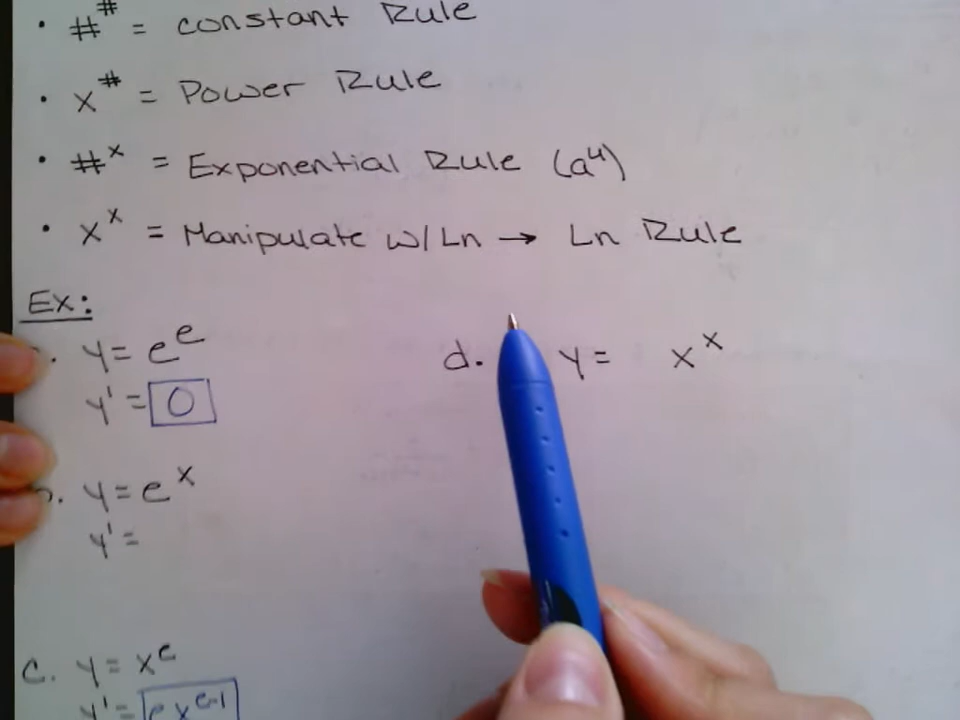 • #^# = constant Rule
• x^# = Power Rule
• #^x = Exponential Rule (a^u)
• x^x = Manipulate w/ Ln → Ln Rule
Ex:
y = e^e
y' = 0
b. y = e^x
y' =
c. y = x^e
y' = e x^(e-1)
d. y = x^x